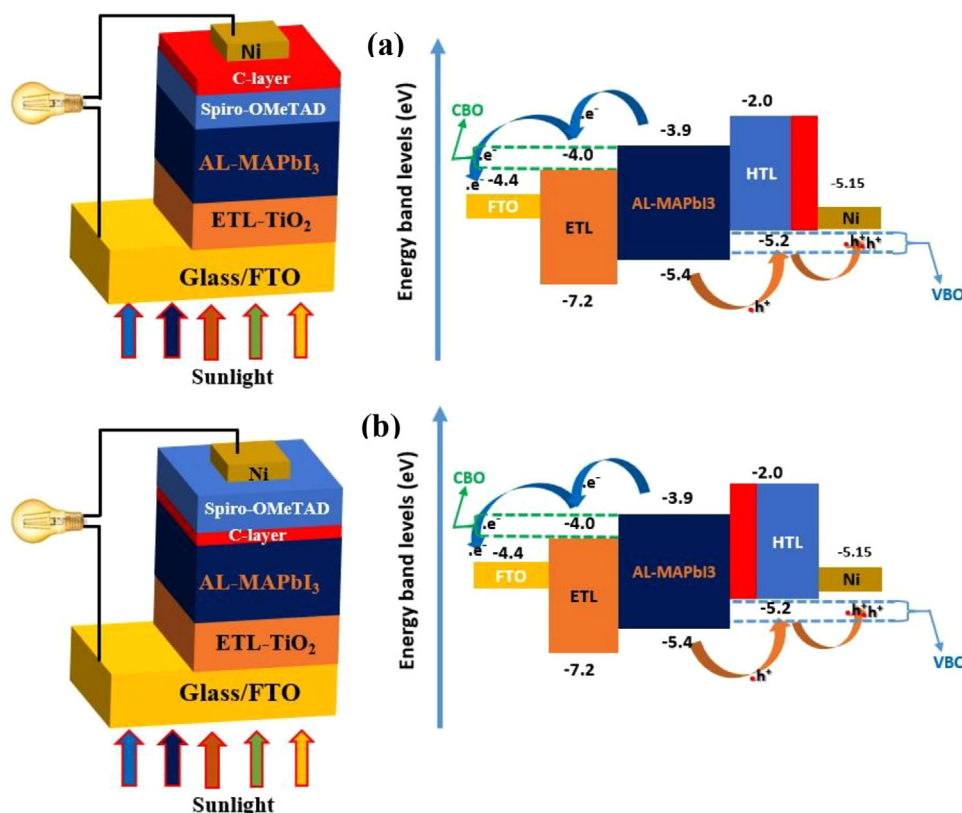 (a)
Ni
C-layer
Spiro-OMeTAD
AL-MAPbI3
ETL-TiO2
Glass/FTO
Sunlight
Energy band levels (eV)
CBO
.e-
.e-
.e-
-4.4
-4.0
-3.9
-2.0
-5.15
FTO
ETL
AL-MAPbI3
HTL
Ni
-7.2
-5.4
-5.2
.h+
h+h+
VBO
(b)
Ni
Spiro-OMeTAD
C-layer
AL-MAPbI3
ETL-TiO2
Glass/FTO
Sunlight
Energy band levels (eV)
CBO
.e-
.e-
.e-
-4.4
-4.0
-3.9
-2.0
-5.15
FTO
ETL
AL-MAPbI3
HTL
Ni
-7.2
-5.4
-5.2
.h+
h+h+
VBO